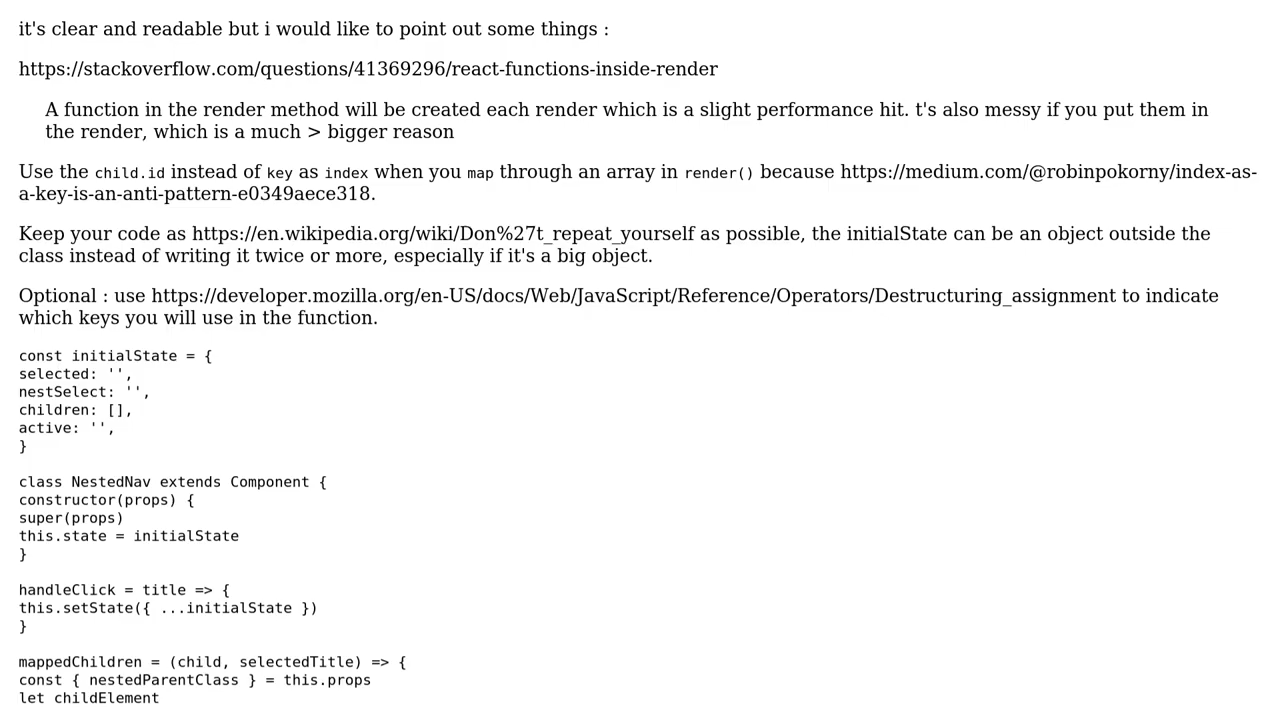 it's clear and readable but i would like to point out some things :
https://stackoverflow.com/questions/41369296/react-functions-inside-render
A function in the render method will be created each render which is a slight performance hit. t's also messy if you put them in
the render, which is a much > bigger reason
Use the child.id instead of key as index when you map through an array in render() because https://medium.com/@robinpokorny/index-as-
a-key-is-an-anti-pattern-e0349aece318.
Keep your code as https://en.wikipedia.org/wiki/Don%27t_repeat_yourself as possible, the initialState can be an object outside the
class instead of writing it twice or more, especially if it's a big object.
Optional : use https://developer.mozilla.org/en-US/docs/Web/JavaScript/Reference/Operators/Destructuring_assignment to indicate
which keys you will use in the function.
const initialState = {
selected: '',
nestSelect: '',
children: [],
active: '',
}
class NestedNav extends Component {
constructor(props) {
super(props)
this.state = initialState
}
handleClick = title => {
this.setState({ ...initialState })
}
mappedChildren = (child, selectedTitle) => {
const { nestedParentClass } = this.props
let childElement